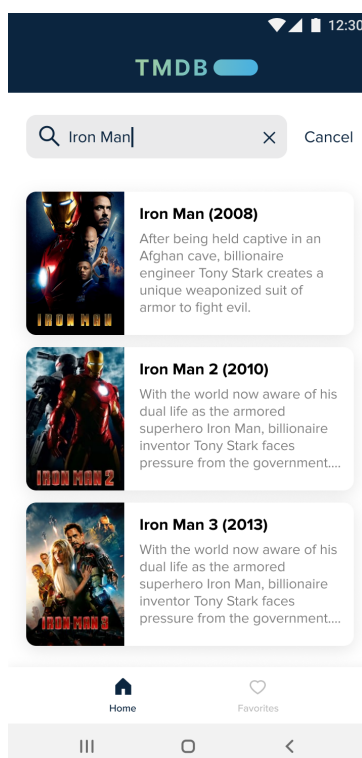 12:30
TMDB
Iron Man
Cancel
Iron Man (2008)
After being held captive in an
Afghan cave, billionaire
engineer Tony Stark creates a
unique weaponized suit of
armor to fight evil.
IRON MAN
Iron Man 2 (2010)
With the world now aware of his
dual life as the armored
superhero Iron Man, billionaire
inventor Tony Stark faces
pressure from the government....
IRON MAN 2
Iron Man 3 (2013)
With the world now aware of his
dual life as the armored
superhero Iron Man, billionaire
inventor Tony Stark faces
pressure from the government....
IRON MAN 3
Home
Favorites